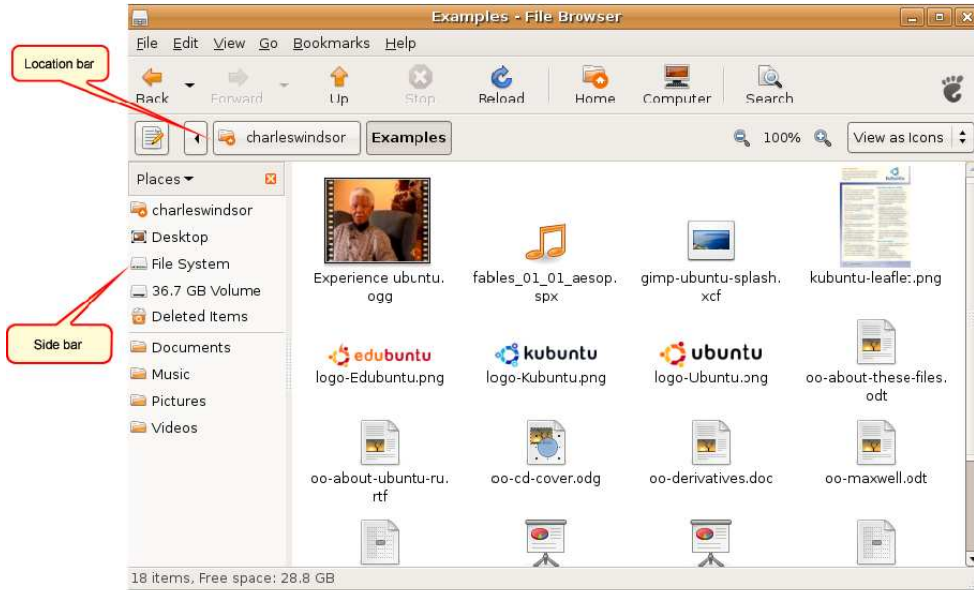 Examples - File Browser
File Edit View Go Bookmarks Help
Location bar
Back Forward Up Stop Reload Home Computer Search
charleswindsor Examples 100% View as Icons
Places
charleswindsor
Desktop
File System
36.7 GB Volume
Deleted Items
Side bar
Documents
Music
Pictures
Videos
Experience ubuntu.
ogg
fables_01_01_aesop.
spx
gimp-ubuntu-splash.
xcf
kubuntu-leaflet.png
edubuntu
logo-Edubuntu.png
kubuntu
logo-Kubuntu.png
ubuntu
logo-Ubuntu.png
oo-about-these-files.
odt
oo-about-ubuntu-ru.
rtf
oo-cd-cover.odg
oo-derivatives.doc
oo-maxwell.odt
18 items, Free space: 28.8 GB